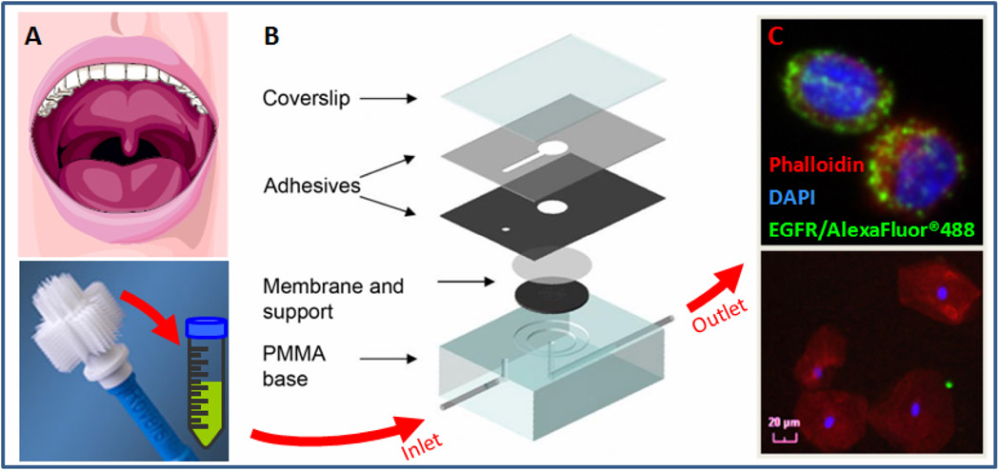 A
B
Coverslip
Adhesives
Membrane and
support
PMMA
base
Inlet
Outlet
C
Phalloidin
DAPI
EGFR/AlexaFluor®488
20 µm